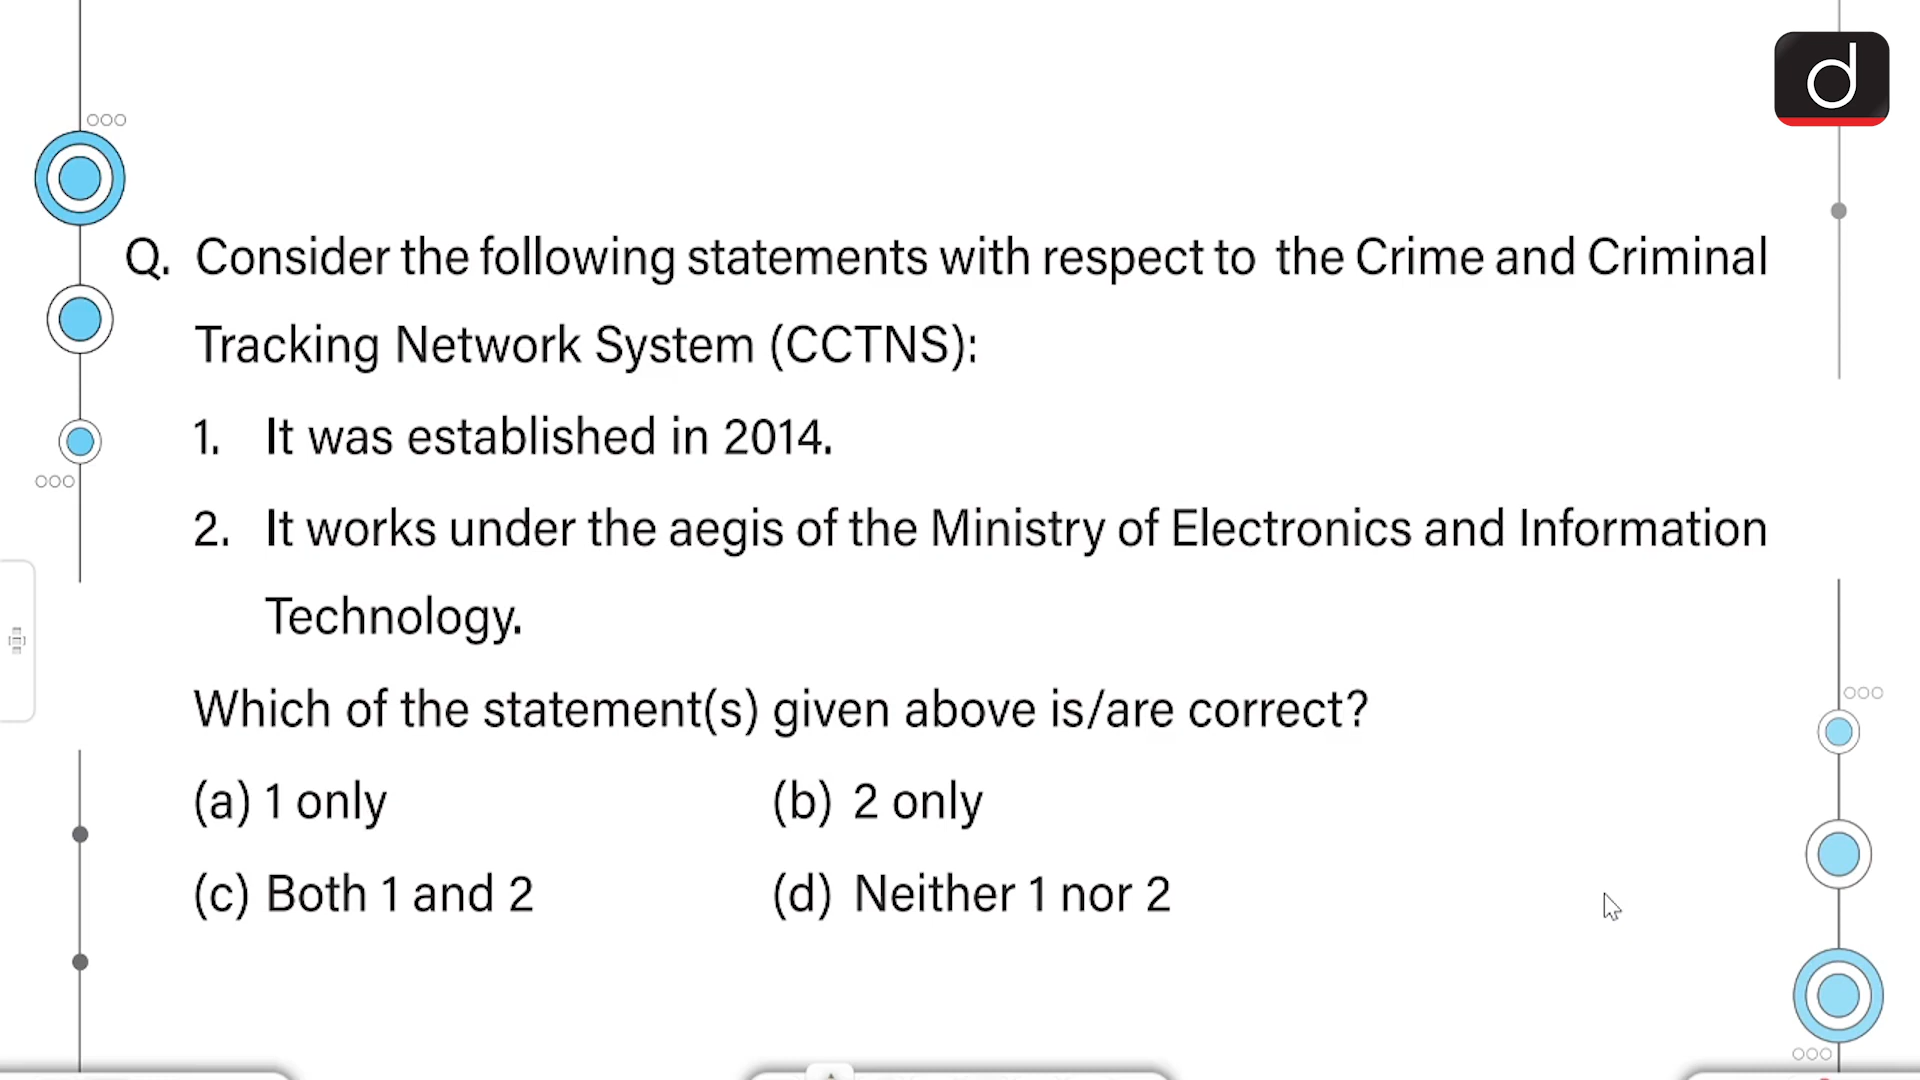 d
Q. Consider the following statements with respect to the Crime and Criminal
Tracking Network System (CCTNS):
1. It was established in 2014.
2. It works under the aegis of the Ministry of Electronics and Information
Technology.
Which of the statement(s) given above is/are correct?
(a) 1 only (b) 2 only
(c) Both 1 and 2 (d) Neither 1 nor 2